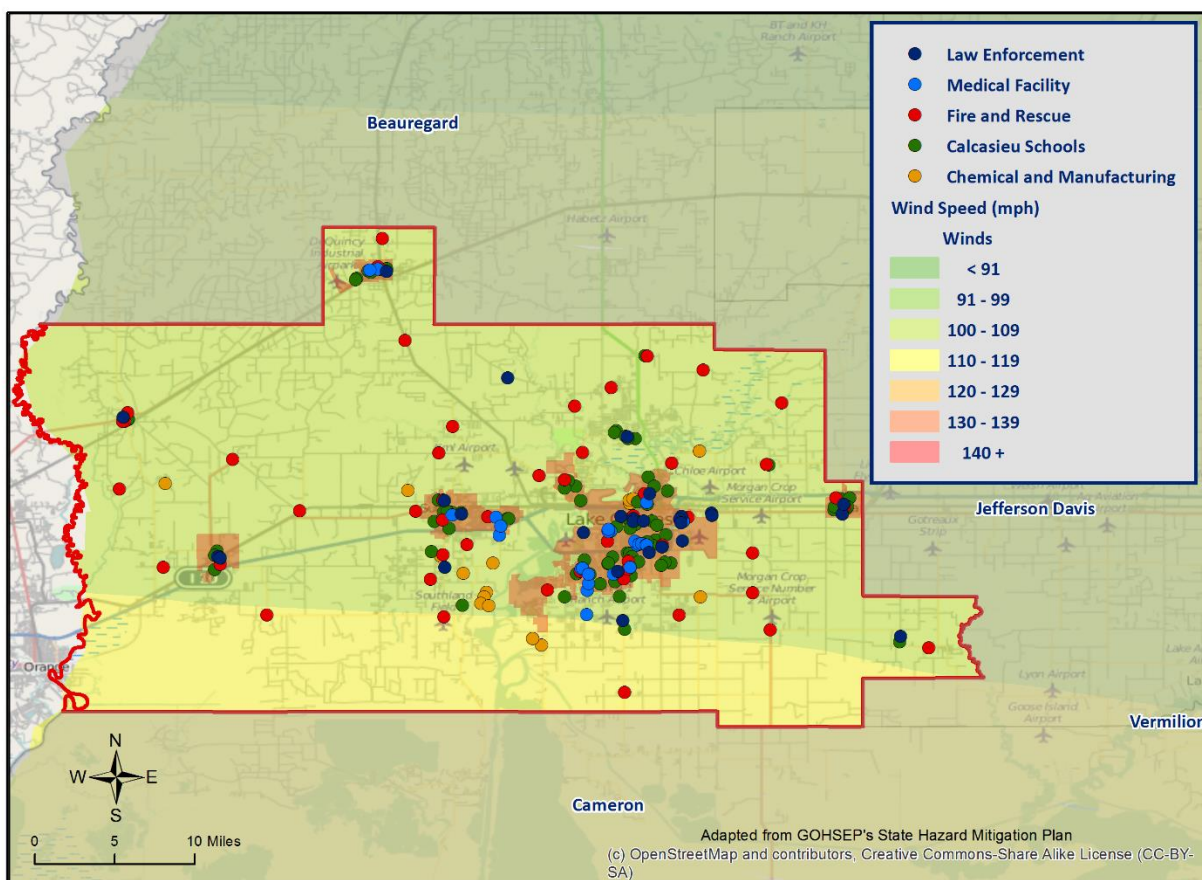 BT and KH
Ranch Airport
Beauregard
Habetz Airport
DeQuincy
Industrial
Airpark
Law Enforcement
Medical Facility
Fire and Rescue
Calcasieu Schools
Chemical and Manufacturing
Wind Speed (mph)
Winds
< 91
91 - 99
100 - 109
110 - 119
120 - 129
130 - 139
140 +
Airport
Chloe Airport
Morgan Crop
Service Airport
Lake
Jefferson Davis
Gotreaux
Strip
Southland
Field
Ranch Airport
Morgan Crop
Service Number
2 Airport
Orange
Lyon Airport
Goose Island
Airport
Vermilion
N
W E
S
Cameron
0 5 10 Miles
Adapted from GOHSEP's State Hazard Mitigation Plan
(c) OpenStreetMap and contributors, Creative Commons-Share Alike License (CC-BY-
SA)